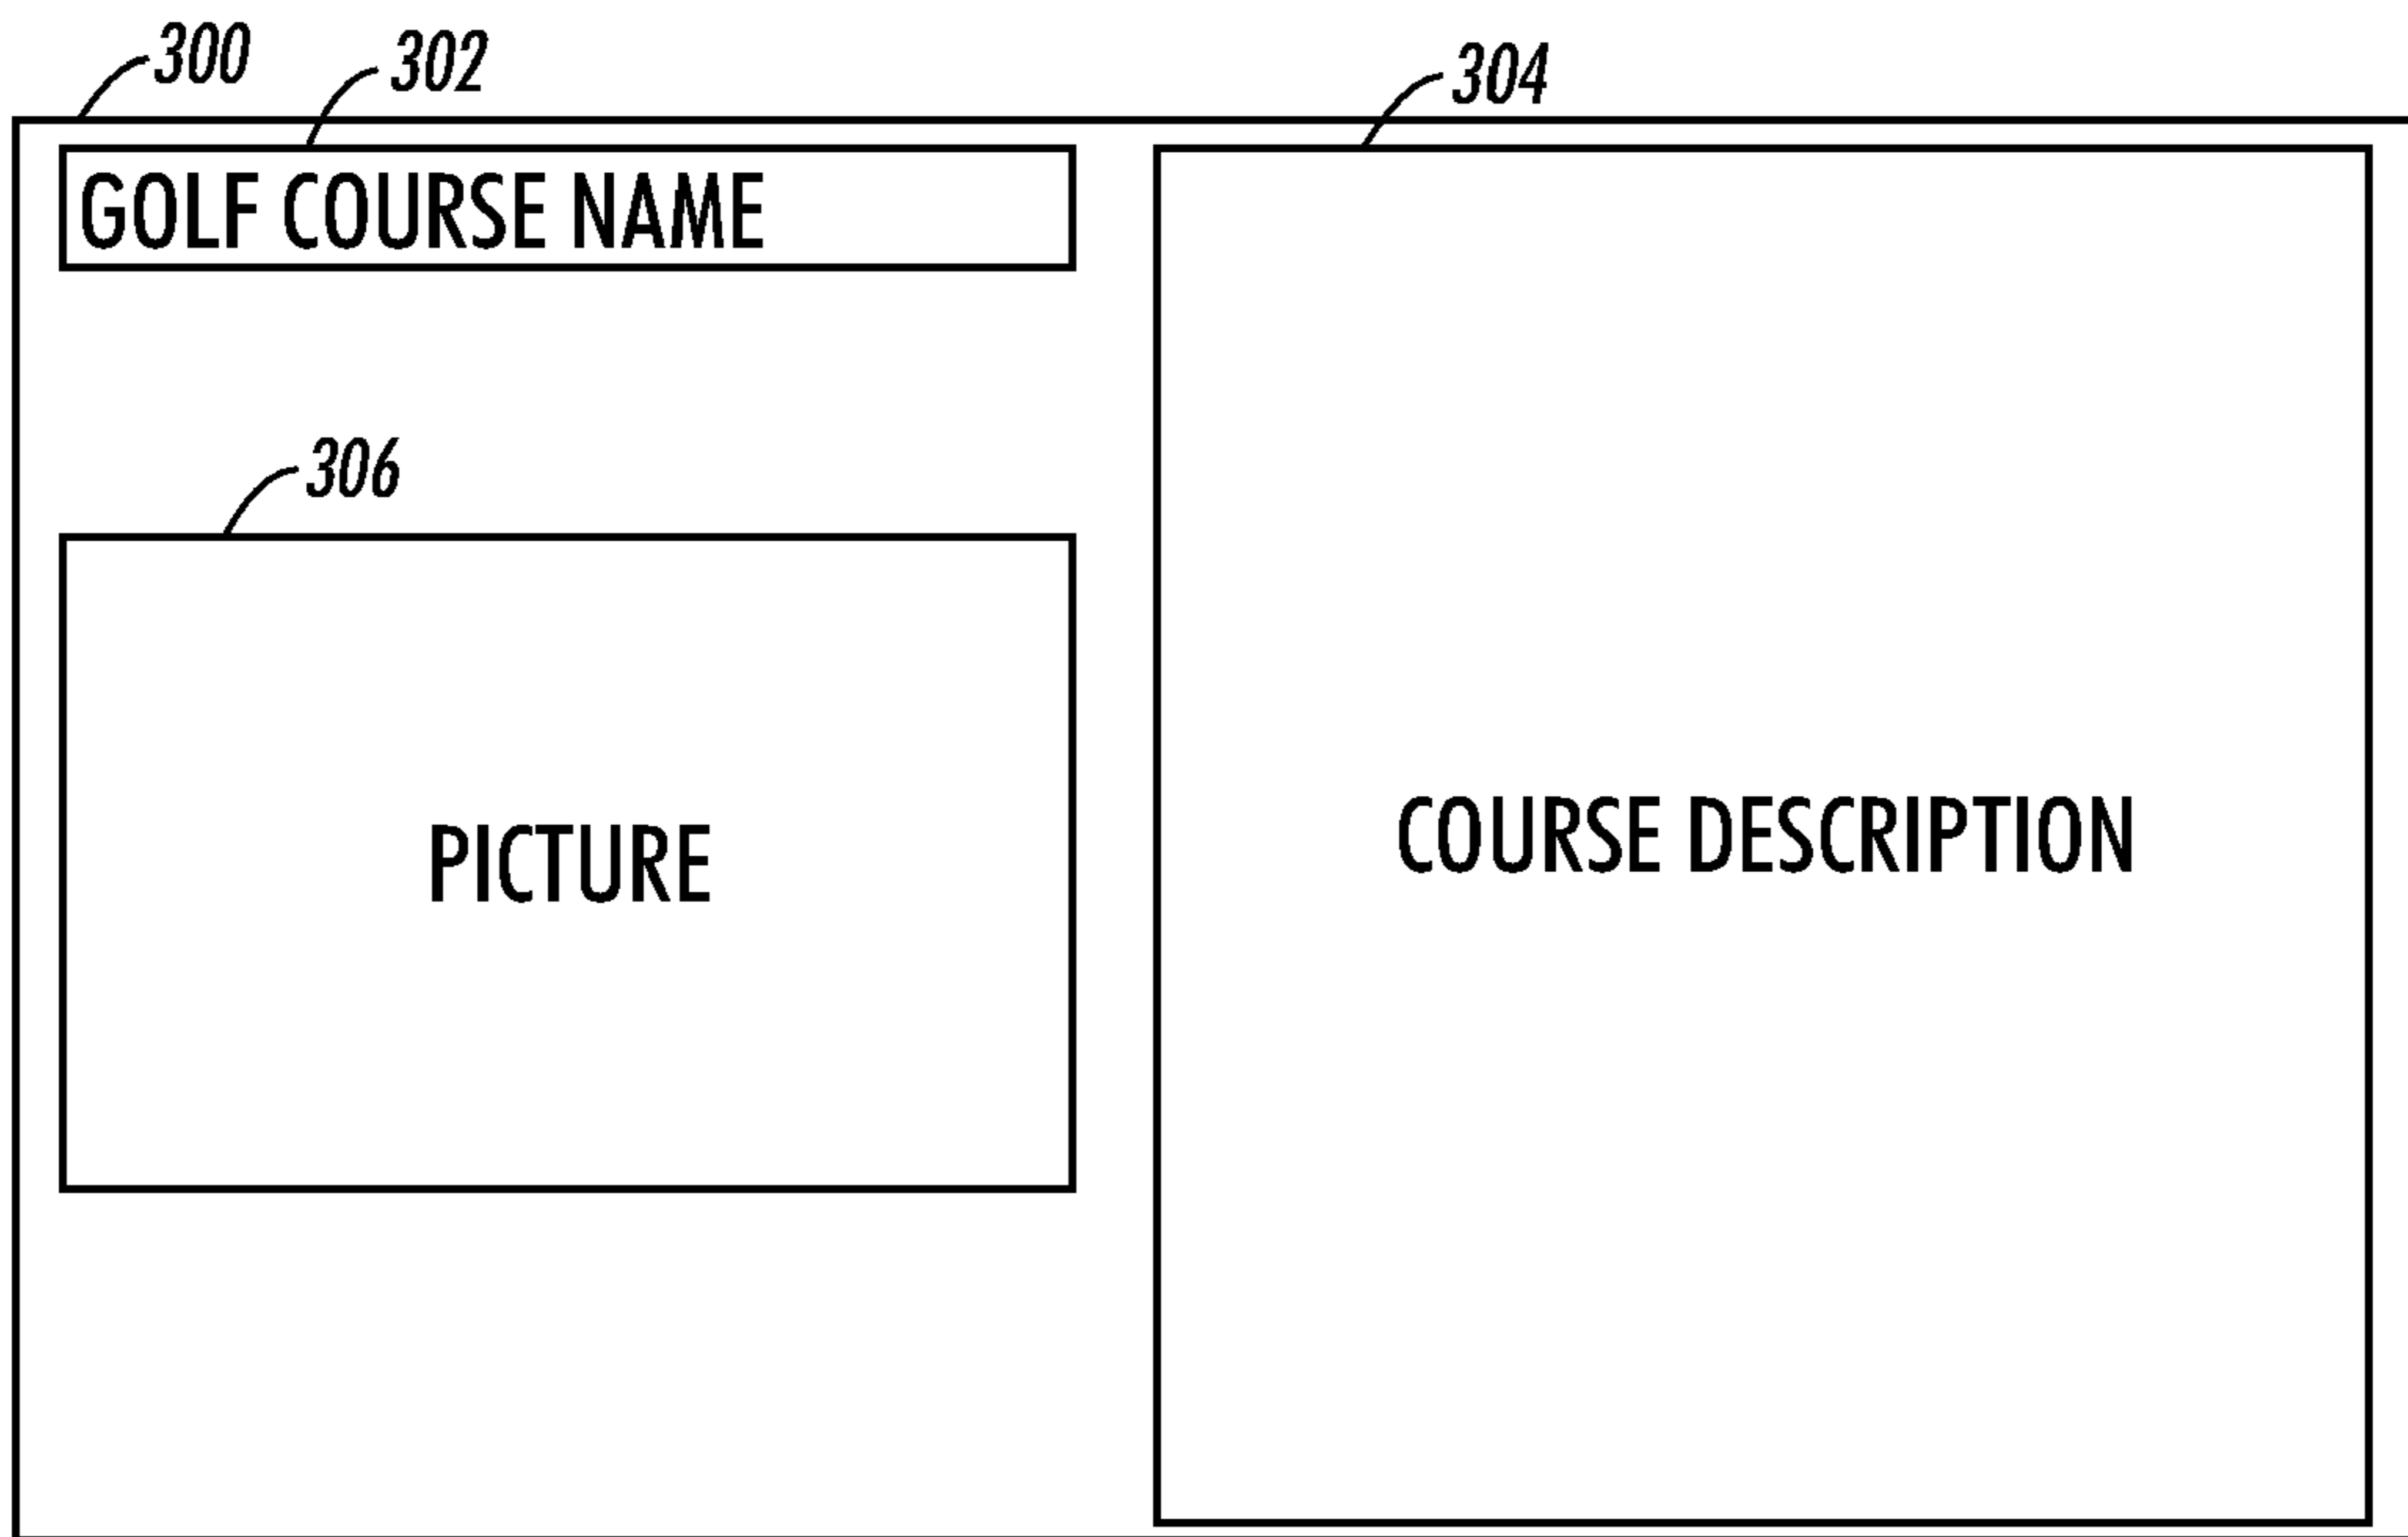 300
302
304
GOLF COURSE NAME
306
PICTURE
COURSE DESCRIPTION